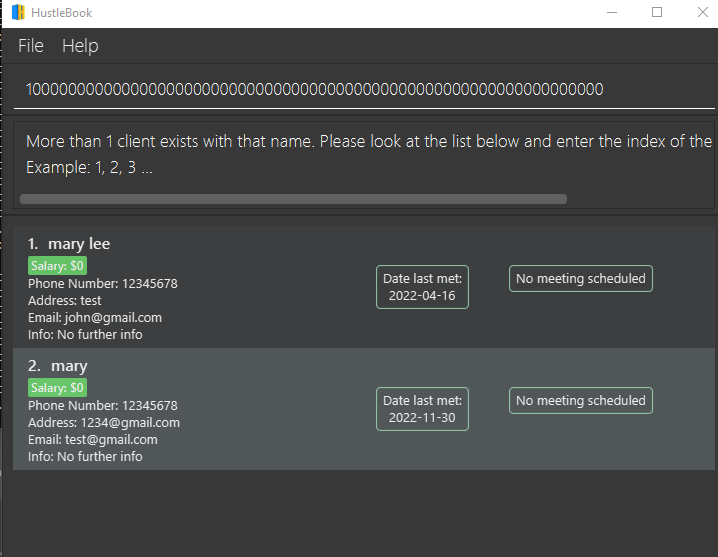 HustleBook
File Help
10000000000000000000000000000000000000000000000000000000000000000
More than 1 client exists with that name. Please look at the list below and enter the index of the
Example: 1, 2, 3 ...
1. mary lee
Salary: $0
Phone Number: 12345678
Address: test
Email: john@gmail.com
Info: No further info
Date last met:
2022-04-16
No meeting scheduled
2. mary
Salary: $0
Phone Number: 12345678
Address: 1234@gmail.com
Email: test@gmail.com
Info: No further info
Date last met:
2022-11-30
No meeting scheduled